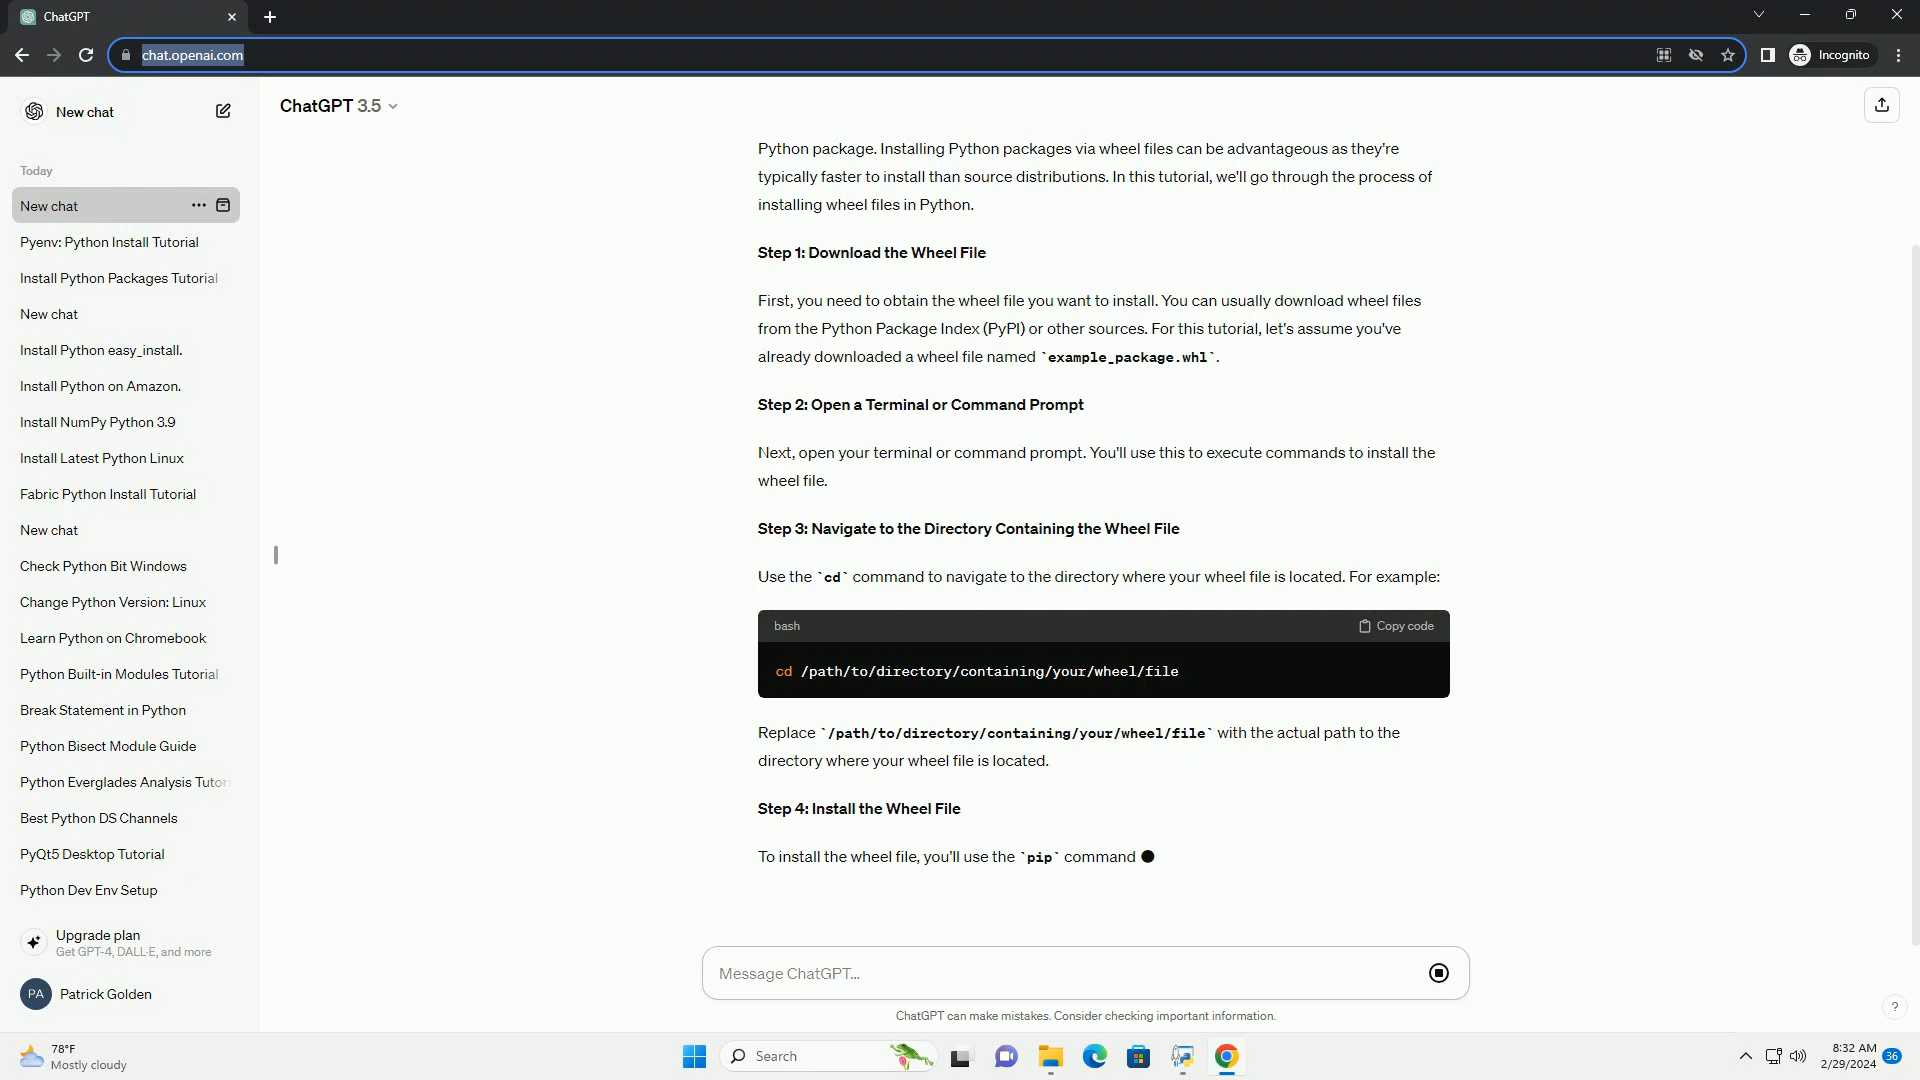 ChatGPT
chat.openai.com
Incognito
New chat
ChatGPT 3.5
Today
New chat
Pyenv: Python Install Tutorial
Install Python Packages Tutorial
New chat
Install Python easy_install.
Install Python on Amazon.
Install NumPy Python 3.9
Install Latest Python Linux
Fabric Python Install Tutorial
New chat
Check Python Bit Windows
Change Python Version: Linux
Learn Python on Chromebook
Python Built-in Modules Tutorial
Break Statement in Python
Python Bisect Module Guide
Python Everglades Analysis Tutori
Best Python DS Channels
PyQt5 Desktop Tutorial
Python Dev Env Setup
Upgrade plan
Get GPT-4, DALL·E, and more
PA Patrick Golden
Python package. Installing Python packages via wheel files can be advantageous as they're
typically faster to install than source distributions. In this tutorial, we'll go through the process of
installing wheel files in Python.
Step 1: Download the Wheel File
First, you need to obtain the wheel file you want to install. You can usually download wheel files
from the Python Package Index (PyPI) or other sources. For this tutorial, let's assume you've
already downloaded a wheel file named `example_package.whl`.
Step 2: Open a Terminal or Command Prompt
Next, open your terminal or command prompt. You'll use this to execute commands to install the
wheel file.
Step 3: Navigate to the Directory Containing the Wheel File
Use the `cd` command to navigate to the directory where your wheel file is located. For example:
bash
Copy code
cd /path/to/directory/containing/your/wheel/file
Replace `/path/to/directory/containing/your/wheel/file` with the actual path to the
directory where your wheel file is located.
Step 4: Install the Wheel File
To install the wheel file, you'll use the `pip` command
Message ChatGPT...
ChatGPT can make mistakes. Consider checking important information.
?
78°F
Mostly cloudy
Search
8:32 AM
2/29/2024
36